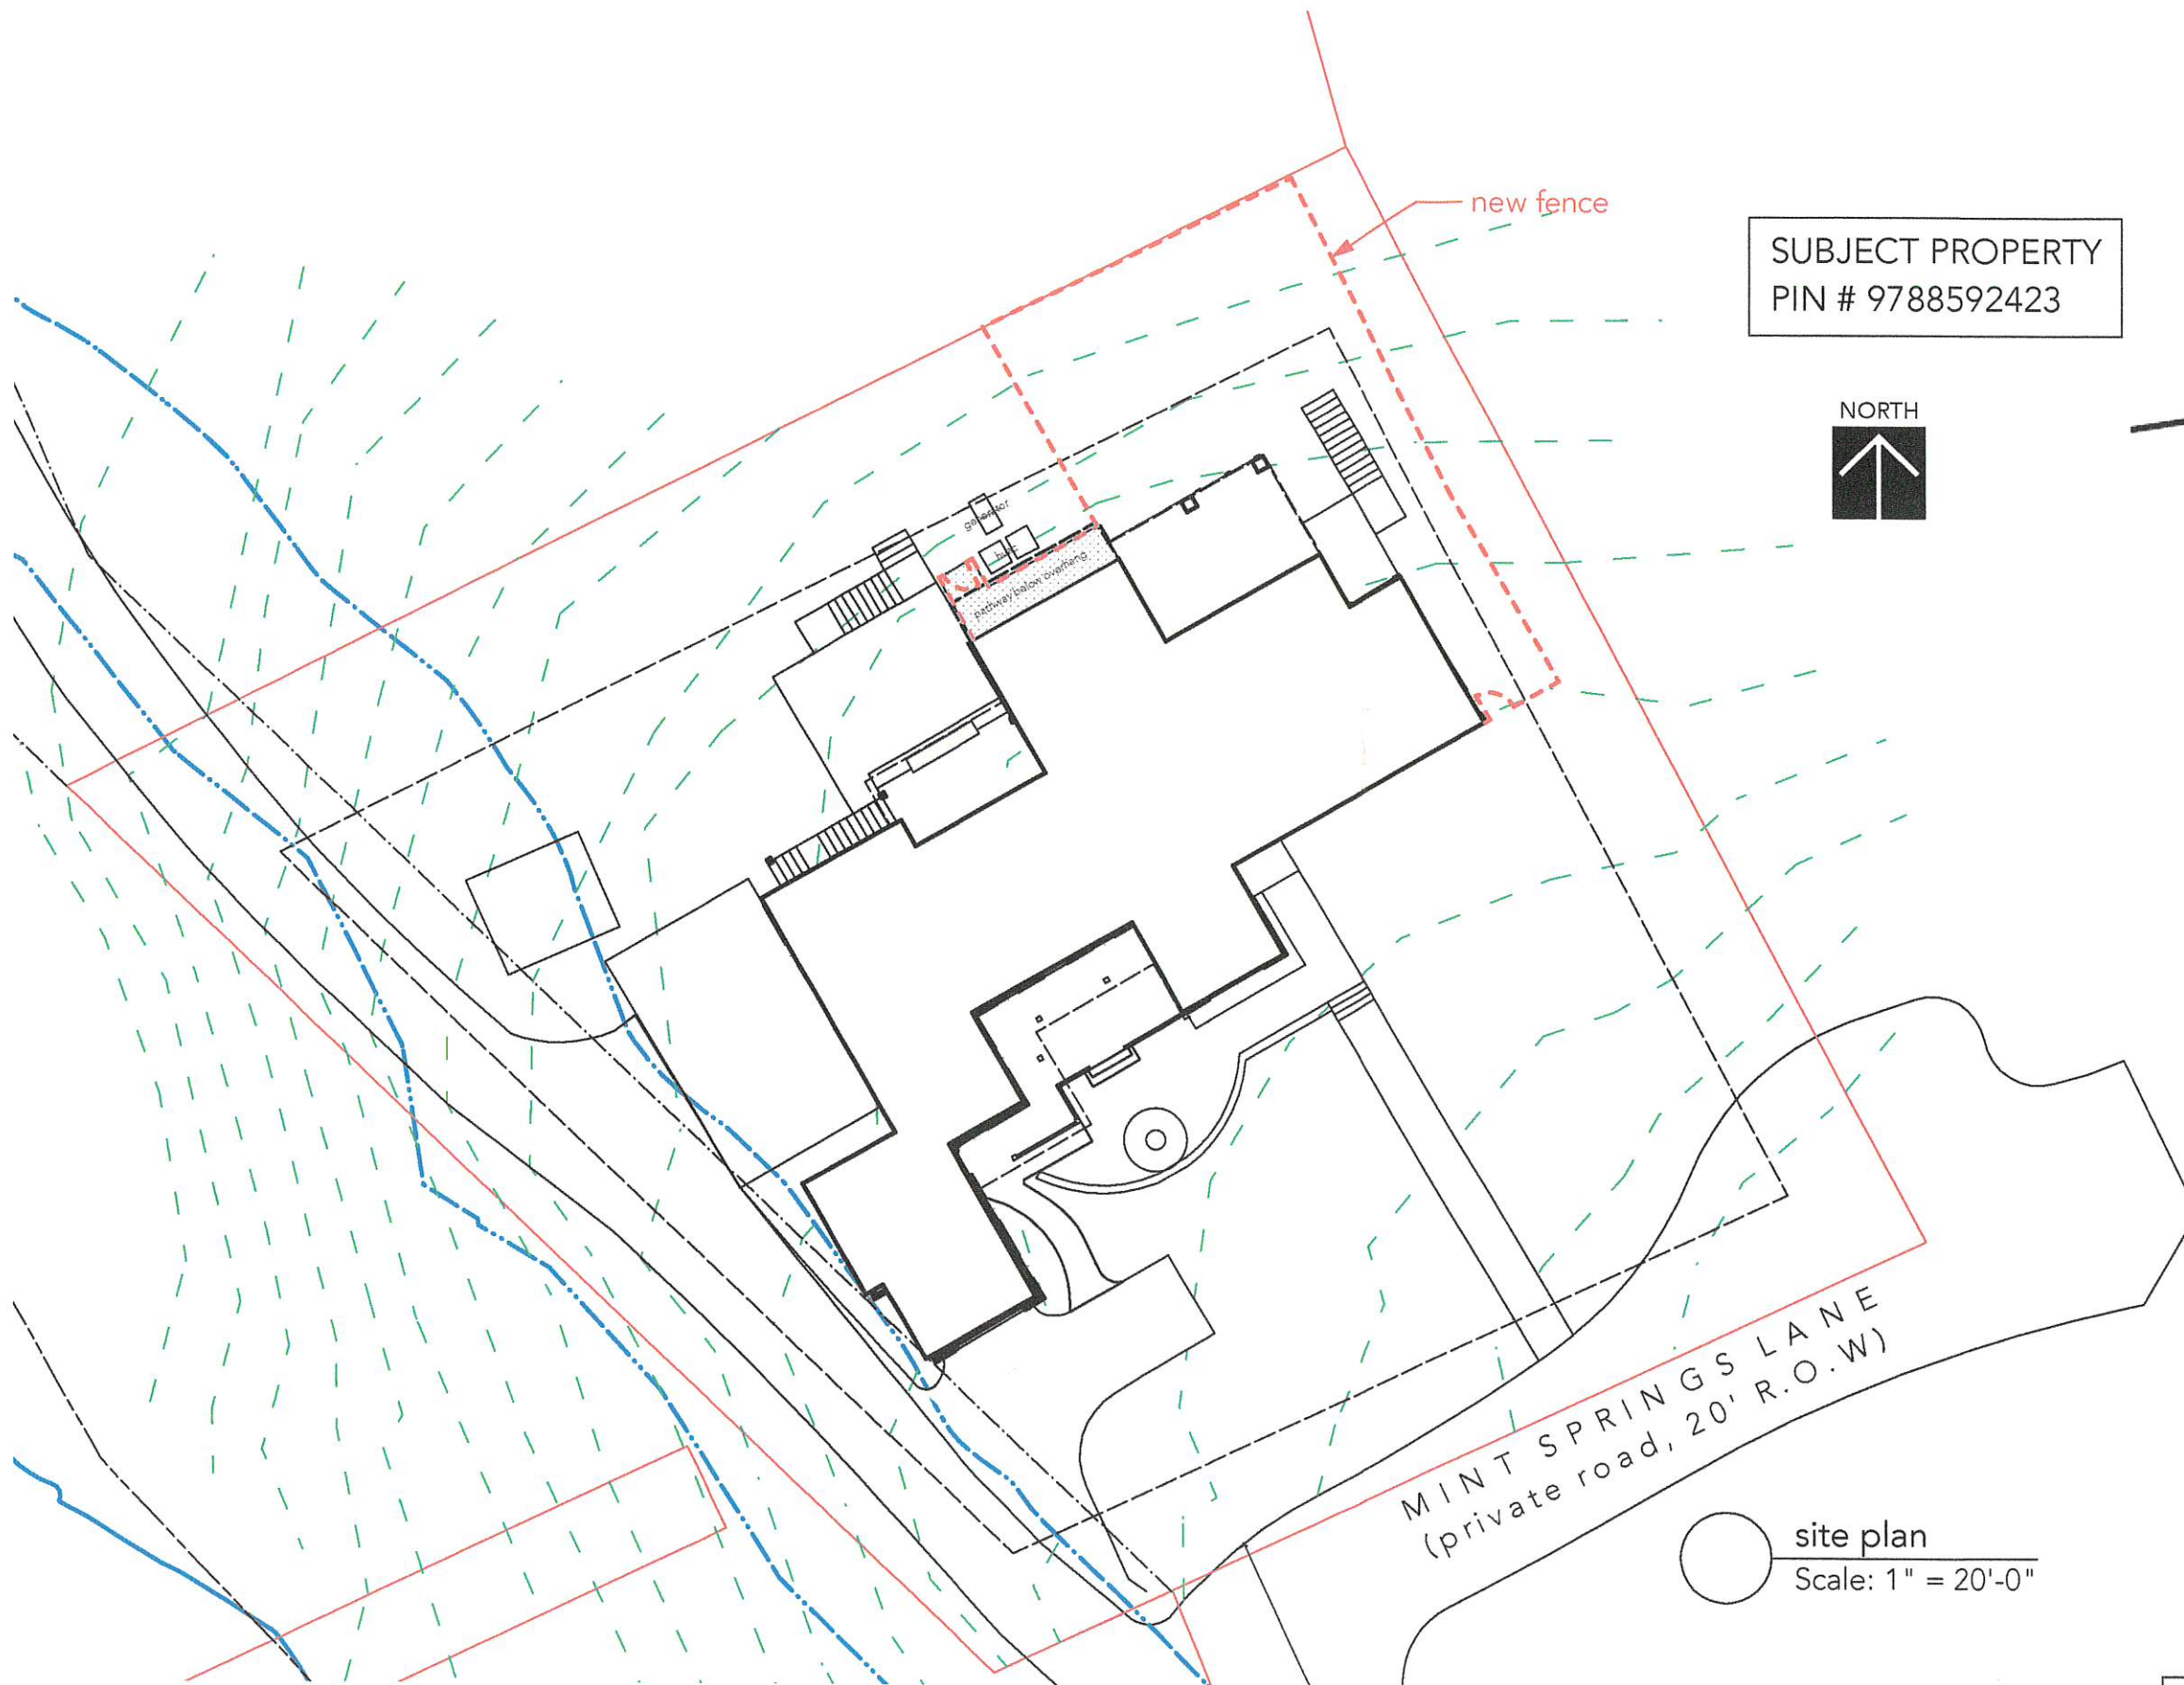 new fence
SUBJECT PROPERTY
PIN # 9788592423
NORTH
generator
hvac
pathway below overhang
MINT SPRINGS LANE
(private road, 20' R.O.W)
site plan
Scale: 1" = 20'-0"